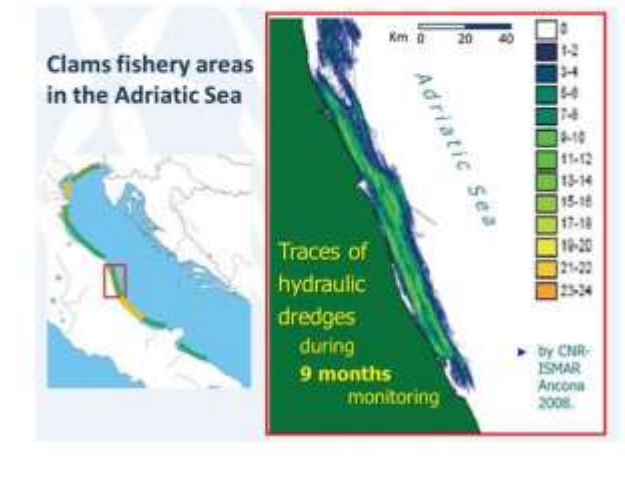 Clams fishery areas
in the Adriatic Sea
Km 0 20 40
Adriatic Sea
0
1-2
3-4
5-6
7-8
9-10
11-12
13-14
15-16
17-18
19-20
21-22
23-24
Traces of
hydraulic
dredges
during
9 months
monitoring
by CNR-
ISMAR
Ancona
2008.